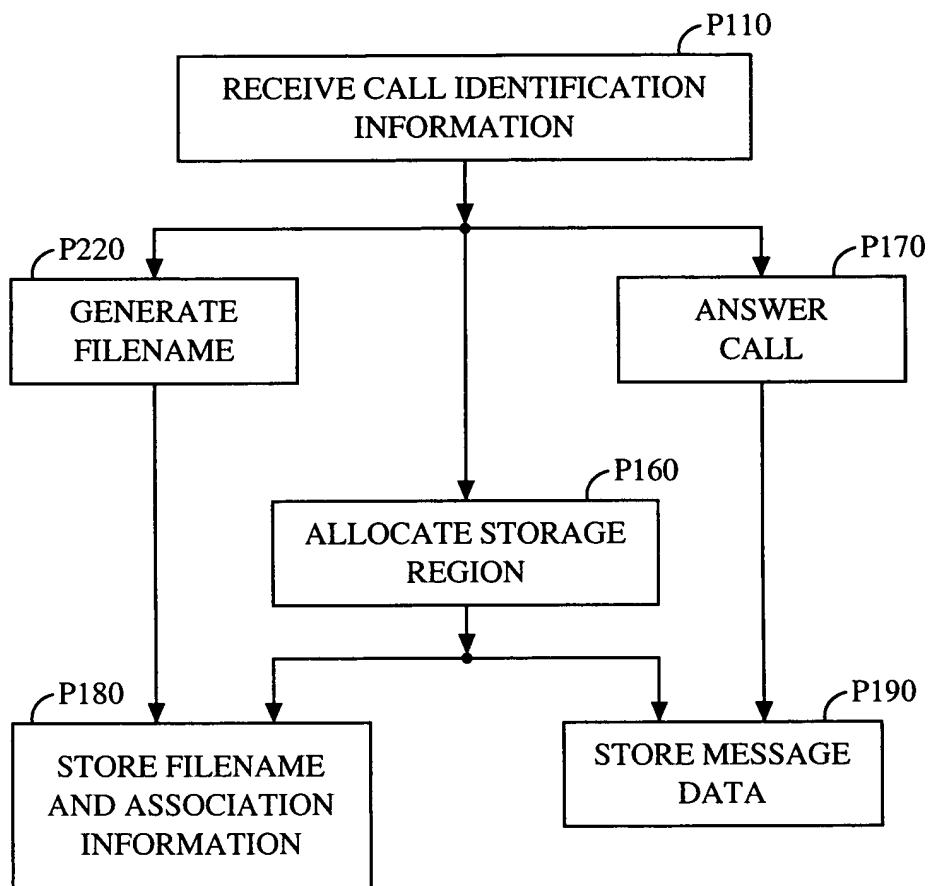 P110
RECEIVE CALL IDENTIFICATION
INFORMATION
P220
GENERATE
FILENAME
P170
ANSWER
CALL
P160
ALLOCATE STORAGE
REGION
P180
STORE FILENAME
AND ASSOCIATION
INFORMATION
P190
STORE MESSAGE
DATA